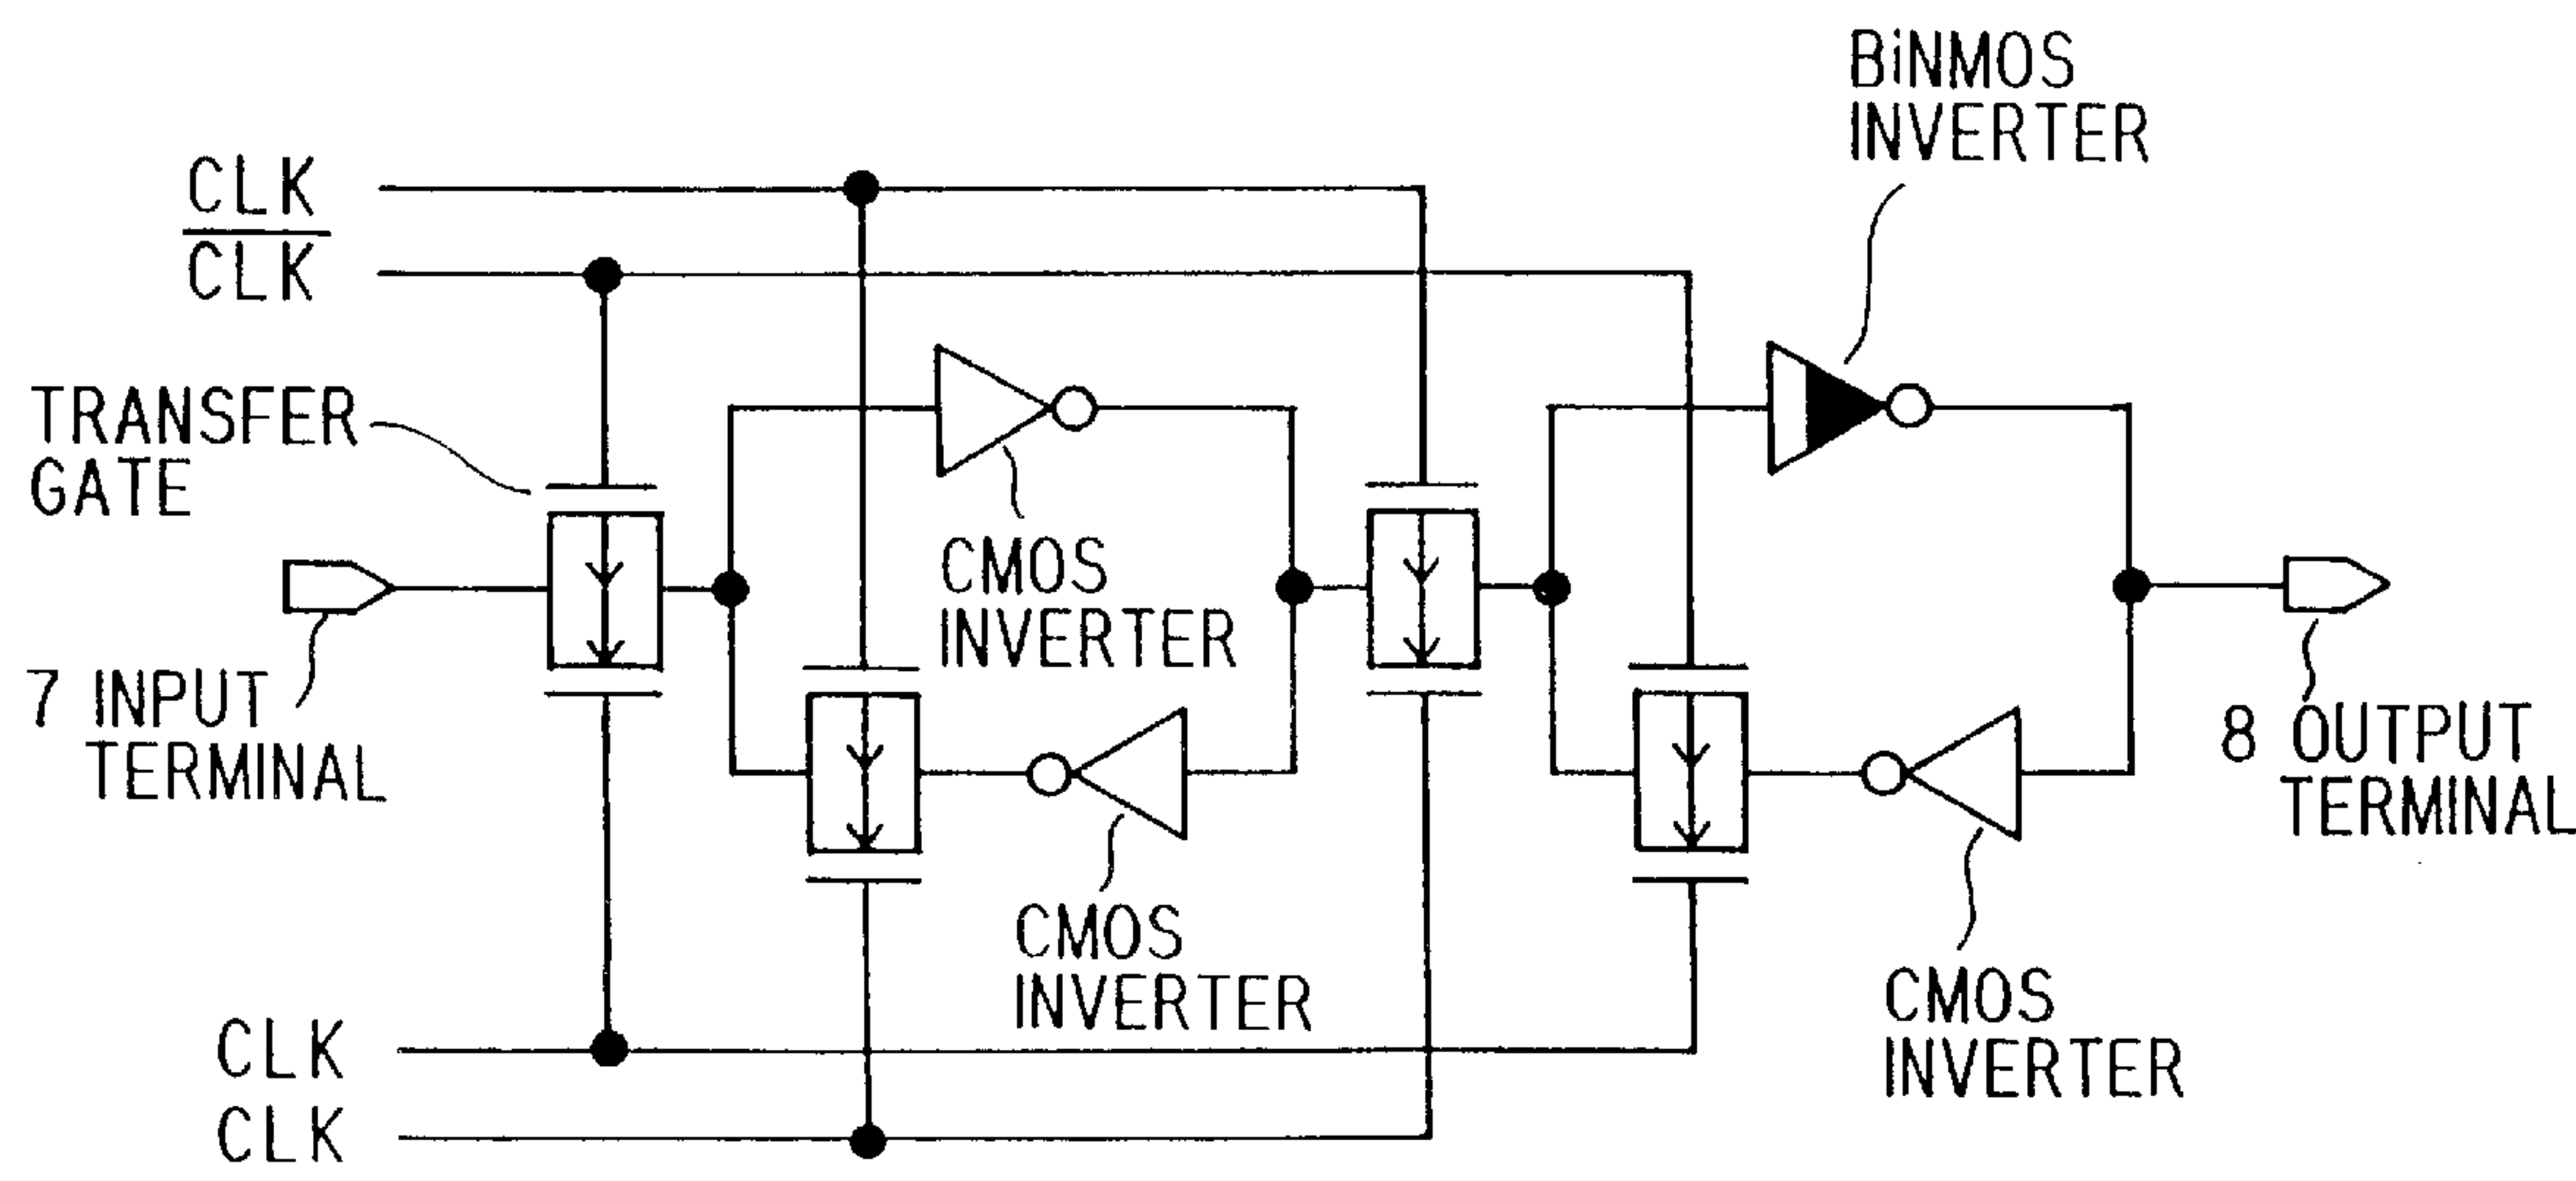 BiNMOS
INVERTER
CLK
CLK
TRANSFER
GATE
CMOS
INVERTER
7 INPUT
TERMINAL
8 OUTPUT
TERMINAL
CMOS
INVERTER
CMOS
INVERTER
CLK
CLK